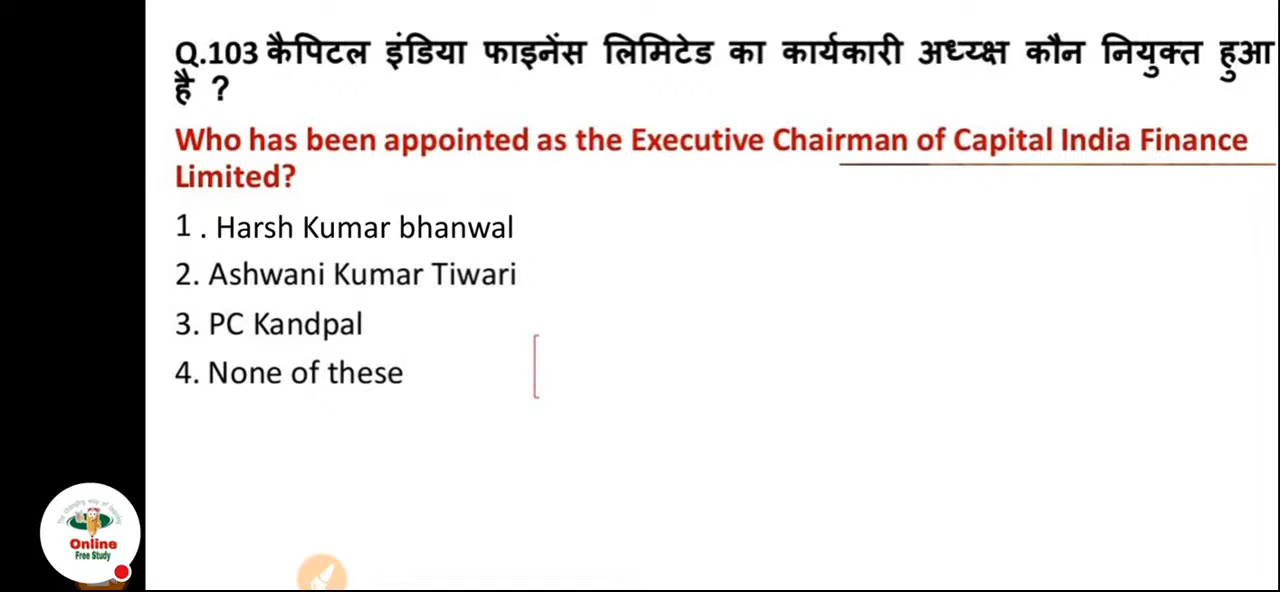 Q.103 कैपिटल इंडिया फाइनेंस लिमिटेड का कार्यकारी अध्य्क्ष कौन नियुक्त हुआ
है ?
Who has been appointed as the Executive Chairman of Capital India Finance
Limited?
1 . Harsh Kumar bhanwal
2. Ashwani Kumar Tiwari
3. PC Kandpal
4. None of these
Online
Free Study